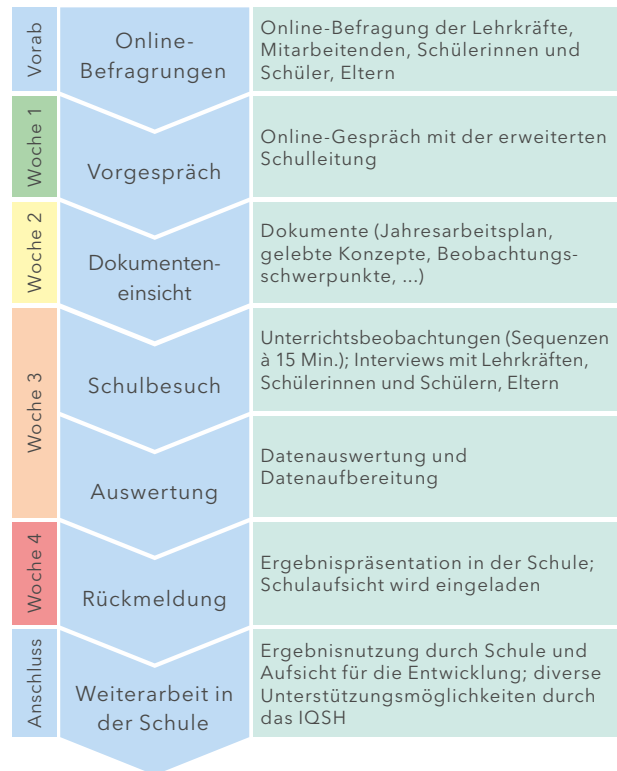 Vorab
Online-
Befragrungen
Online-Befragung der Lehrkräfte,
Mitarbeitenden, Schülerinnen und
Schüler, Eltern
Woche 1
Vorgespräch
Online-Gespräch mit der erweiterten
Schulleitung
Woche 2
Dokumenten-
einsicht
Dokumente (Jahresarbeitsplan,
gelebte Konzepte, Beobachtungs-
schwerpunkte, ...)
Woche 3
Schulbesuch
Unterrichtsbeobachtungen (Sequenzen
à 15 Min.); Interviews mit Lehrkräften,
Schülerinnen und Schülern, Eltern
Auswertung
Datenauswertung und
Datenaufbereitung
Woche 4
Rückmeldung
Ergebnispräsentation in der Schule;
Schulaufsicht wird eingeladen
Anschluss
Weiterarbeit in
der Schule
Ergebnisnutzung durch Schule und
Aufsicht für die Entwicklung; diverse
Unterstützungsmöglichkeiten durch
das IQSH